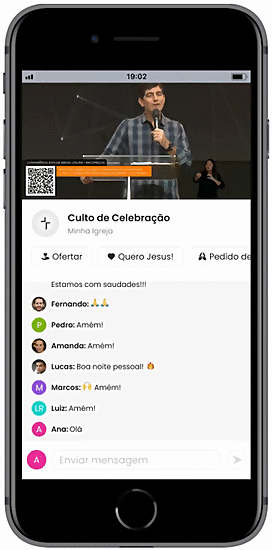 19:02
Culto de Celebração
Minha Igreja
Ofertar
Quero Jesus!
Pedido de
Estamos com saudades!!!
Fernando: 🙏🙏
P Pedro: Amém!
Amanda: Amém!
Lucas: Boa noite pessoal! 🔥
M Marcos: 🙌 Amém!
LR Luiz: Amém!
A Ana: Olá
A Enviar mensagem